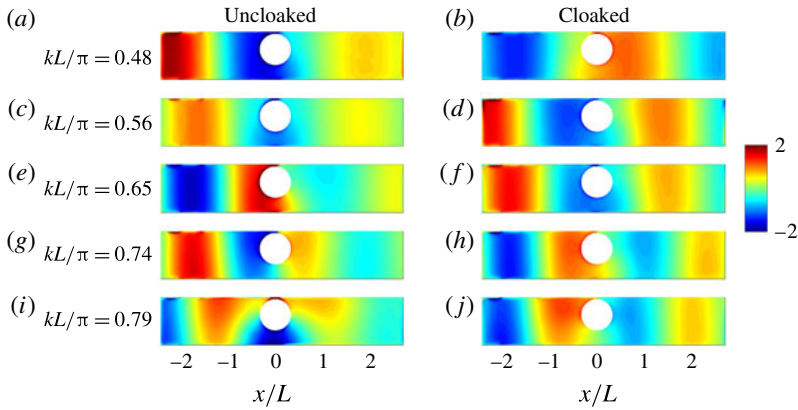 Uncloaked Cloaked
(a) kL/π = 0.48 (b)
(c) kL/π = 0.56 (d)
(e) kL/π = 0.65 (f)
(g) kL/π = 0.74 (h)
(i) kL/π = 0.79 (j)
2
−2
−2 −1 0 1 2 −2 −1 0 1 2
x/L x/L